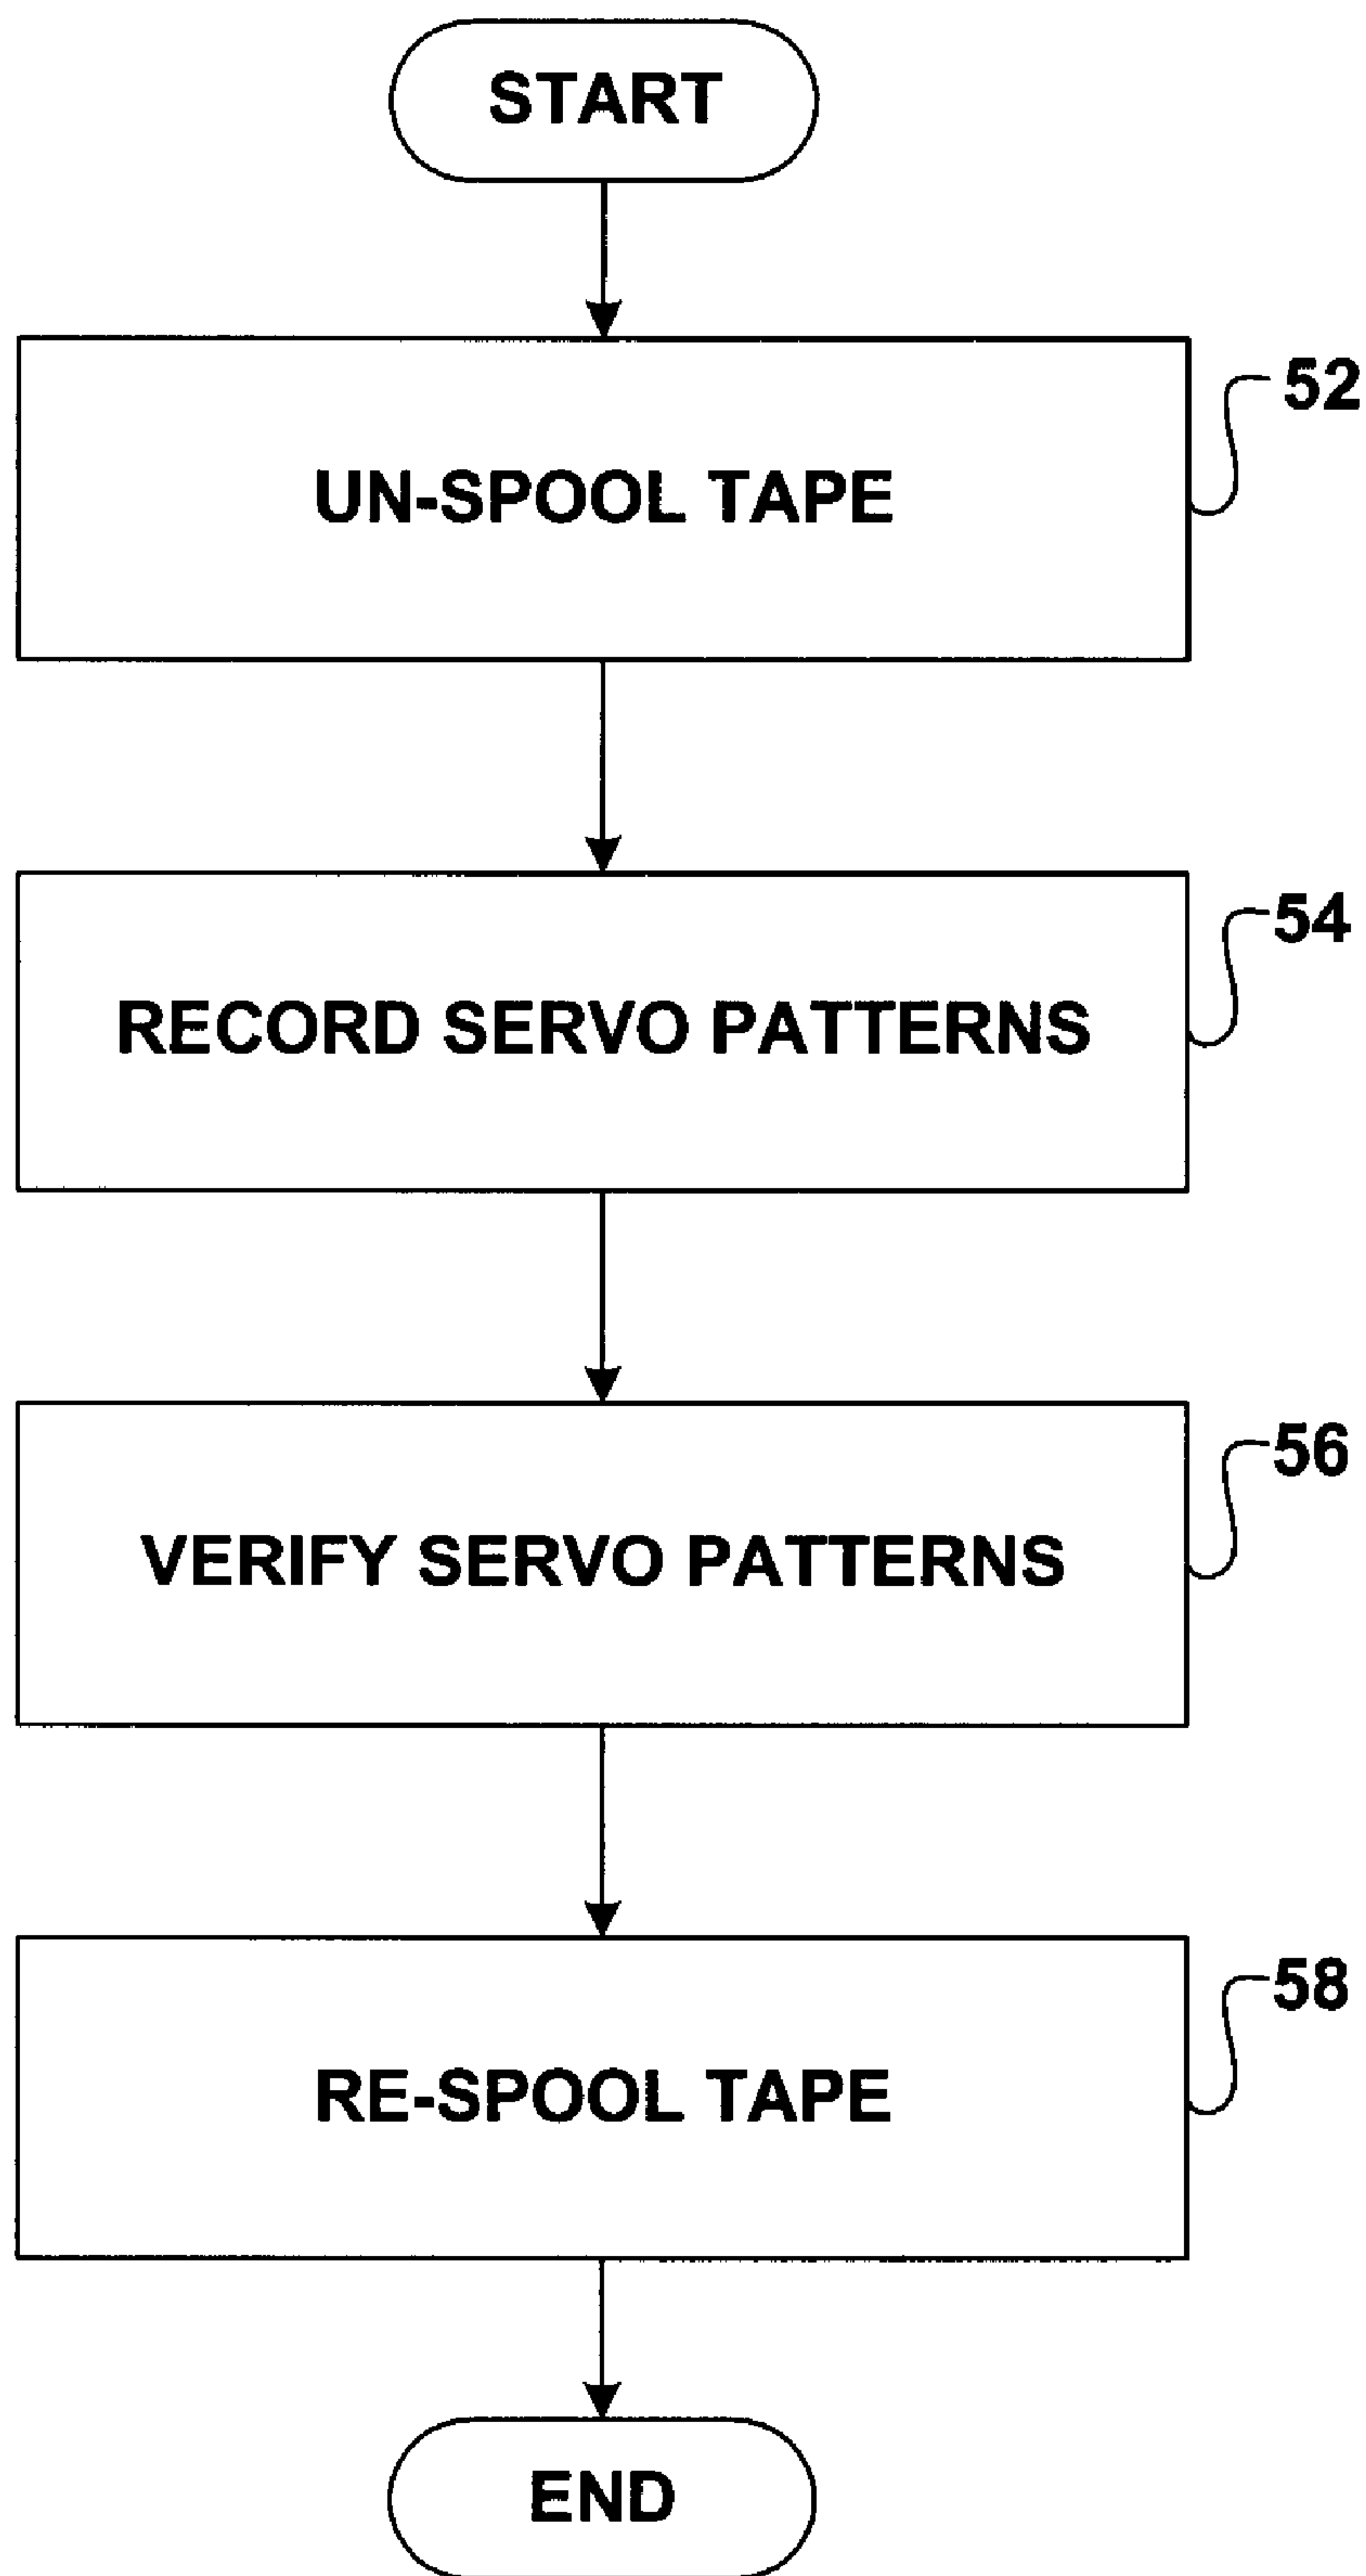 START
52
UN-SPOOL TAPE
54
RECORD SERVO PATTERNS
56
VERIFY SERVO PATTERNS
58
RE-SPOOL TAPE
END